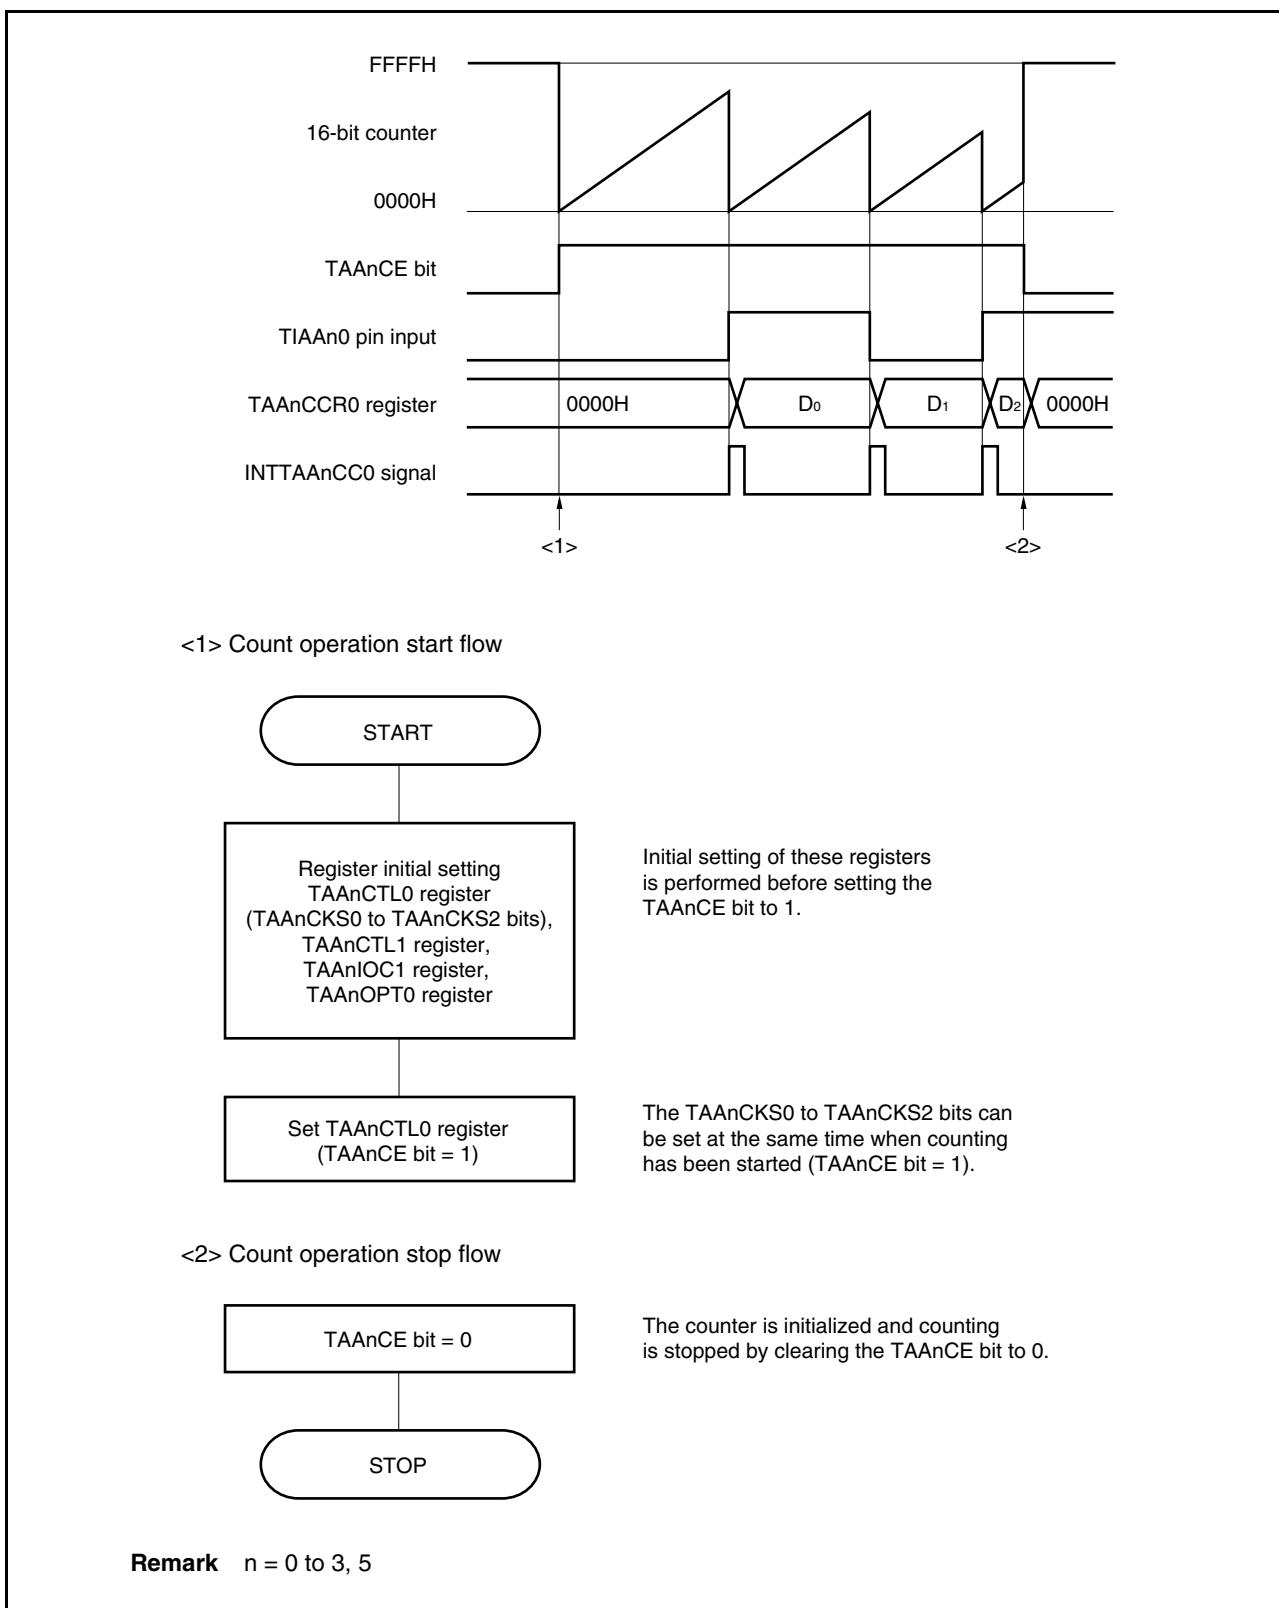 FFFFH
16-bit counter
0000H
TAAnCE bit
TIAAn0 pin input
TAAnCCR0 register
0000H D0 D1 D2 0000H
INTTAAnCC0 signal
<1> <2>
<1> Count operation start flow
START
Register initial setting
TAAnCTL0 register
(TAAnCKS0 to TAAnCKS2 bits),
TAAnCTL1 register,
TAAnIOC1 register,
TAAnOPT0 register
Initial setting of these registers
is performed before setting the
TAAnCE bit to 1.
Set TAAnCTL0 register
(TAAnCE bit = 1)
The TAAnCKS0 to TAAnCKS2 bits can
be set at the same time when counting
has been started (TAAnCE bit = 1).
<2> Count operation stop flow
TAAnCE bit = 0
The counter is initialized and counting
is stopped by clearing the TAAnCE bit to 0.
STOP
Remark n = 0 to 3, 5